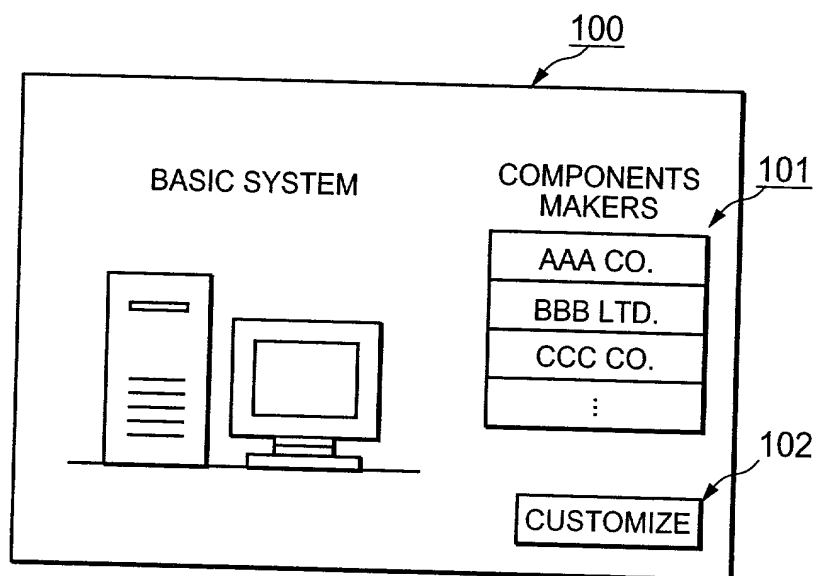 100
BASIC SYSTEM
COMPONENTS
MAKERS
101
AAA CO.
BBB LTD.
CCC CO.
⋮
102
CUSTOMIZE